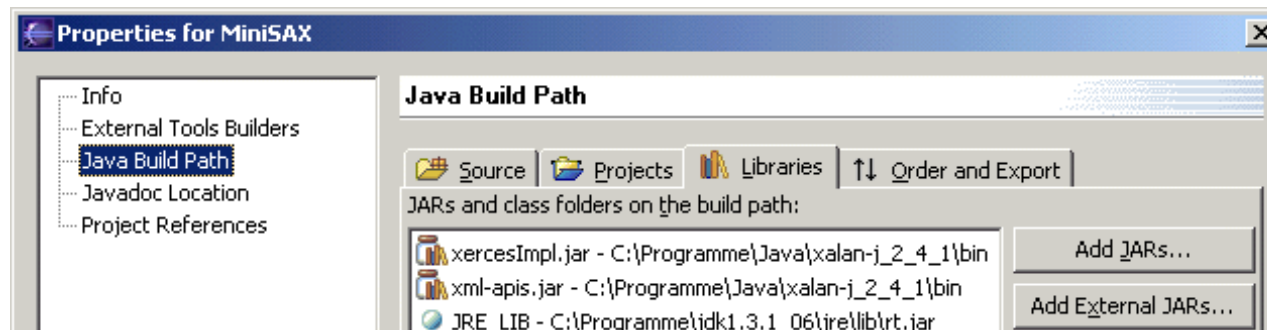 Properties for MiniSAX
Info
External Tools Builders
Java Build Path
Javadoc Location
Project References
Java Build Path
Source Projects Libraries Order and Export
JARs and class folders on the build path:
xercesImpl.jar - C:\Programme\Java\xalan-j_2_4_1\bin
xml-apis.jar - C:\Programme\Java\xalan-j_2_4_1\bin
JRE_LIB - C:\Programme\jdk1.3.1_06\jre\lib\rt.jar
Add JARs...
Add External JARs...